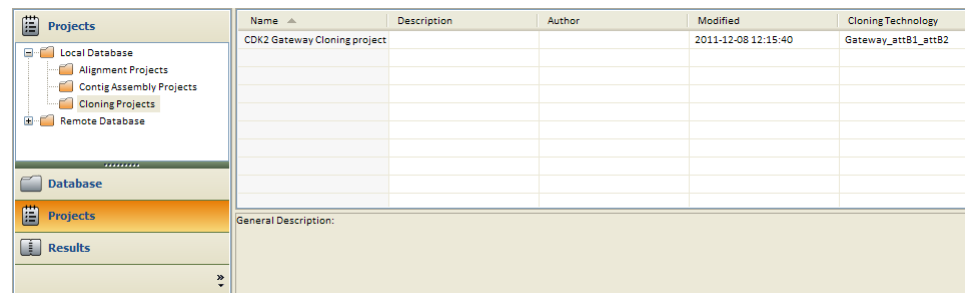 Projects
Local Database
Alignment Projects
Contig Assembly Projects
Cloning Projects
Remote Database
Database
Projects
Results
Name Description Author Modified Cloning Technology
CDK2 Gateway Cloning project 2011-12-08 12:15:40 Gateway_attB1_attB2
General Description: